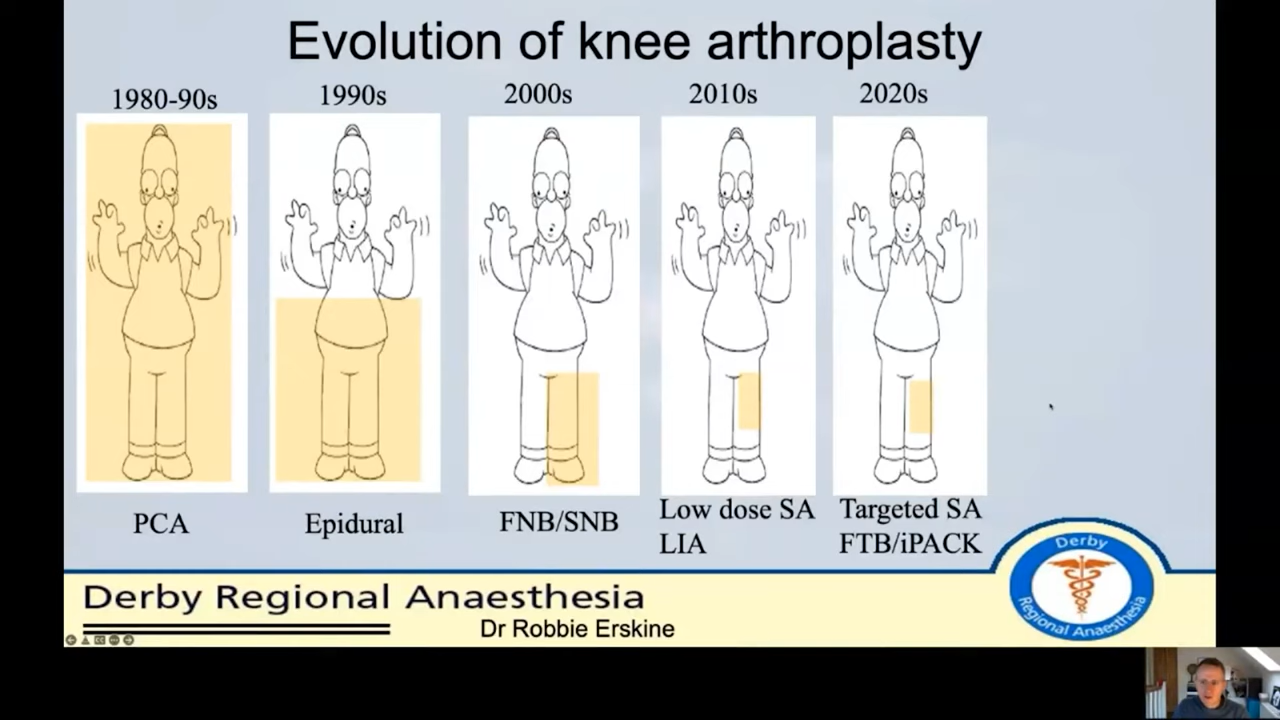 Evolution of knee arthroplasty
1980-90s
1990s
2000s
2010s
2020s
PCA
Epidural
FNB/SNB
Low dose SA
LIA
Targeted SA
FTB/iPACK
Derby Regional Anaesthesia
Dr Robbie Erskine
Derby
Regional Anaesthesia